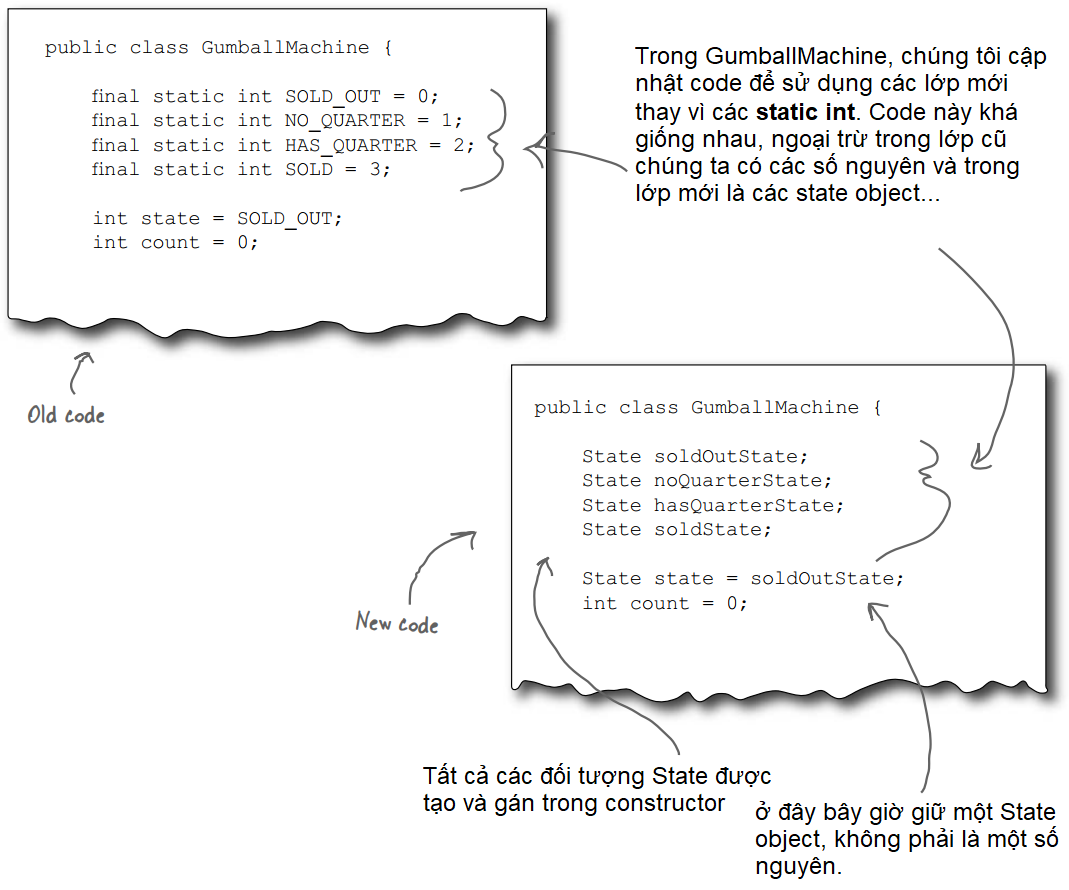 public class GumballMachine {
final static int SOLD_OUT = 0;
final static int NO_QUARTER = 1;
final static int HAS_QUARTER = 2;
final static int SOLD = 3;
int state = SOLD_OUT;
int count = 0;
Old code
Trong GumballMachine, chúng tôi cập
nhật code để sử dụng các lớp mới
thay vì các static int. Code này khá
giống nhau, ngoại trừ trong lớp cũ
chúng ta có các số nguyên và trong
lớp mới là các state object...
public class GumballMachine {
State soldOutState;
State noQuarterState;
State hasQuarterState;
State soldState;
State state = soldOutState;
int count = 0;
New code
Tất cả các đối tượng State được
tạo và gán trong constructor
ở đây bây giờ giữ một State
object, không phải là một số
nguyên.